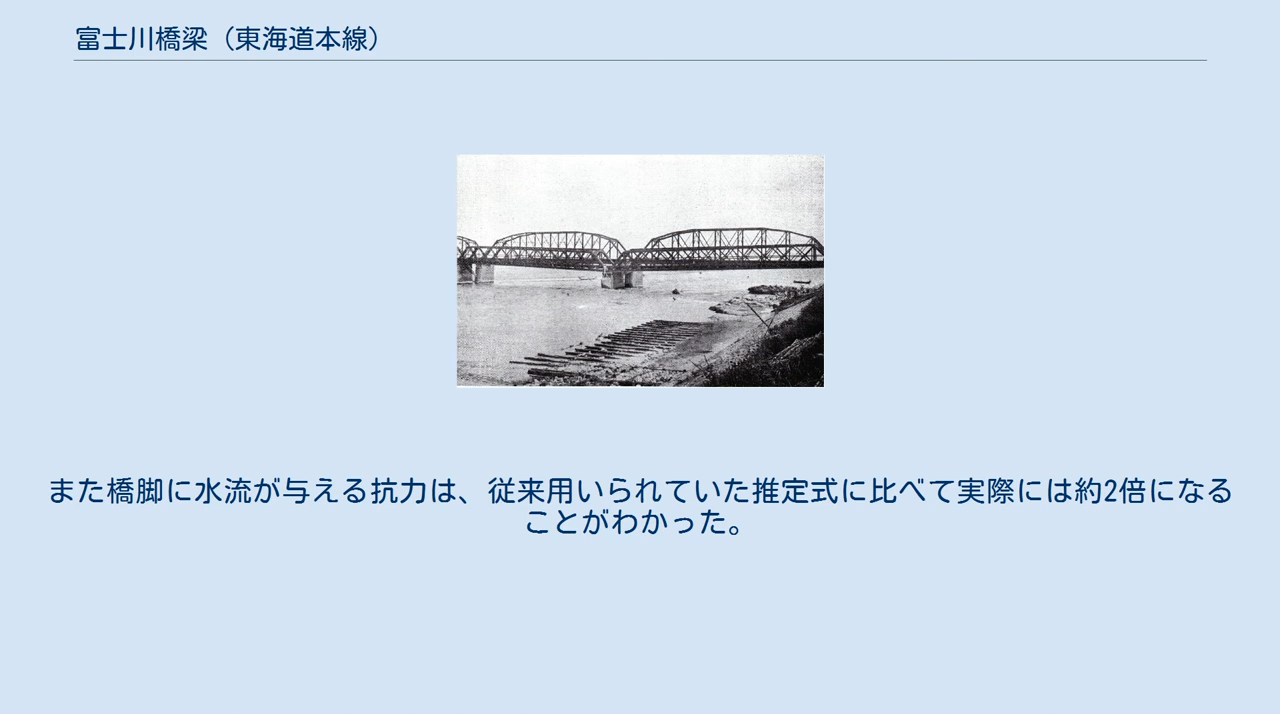 富士川橋梁（東海道本線）
また橋脚に水流が与える抗力は、従来用いられていた推定式に比べて実際には約2倍になる
ことがわかった。